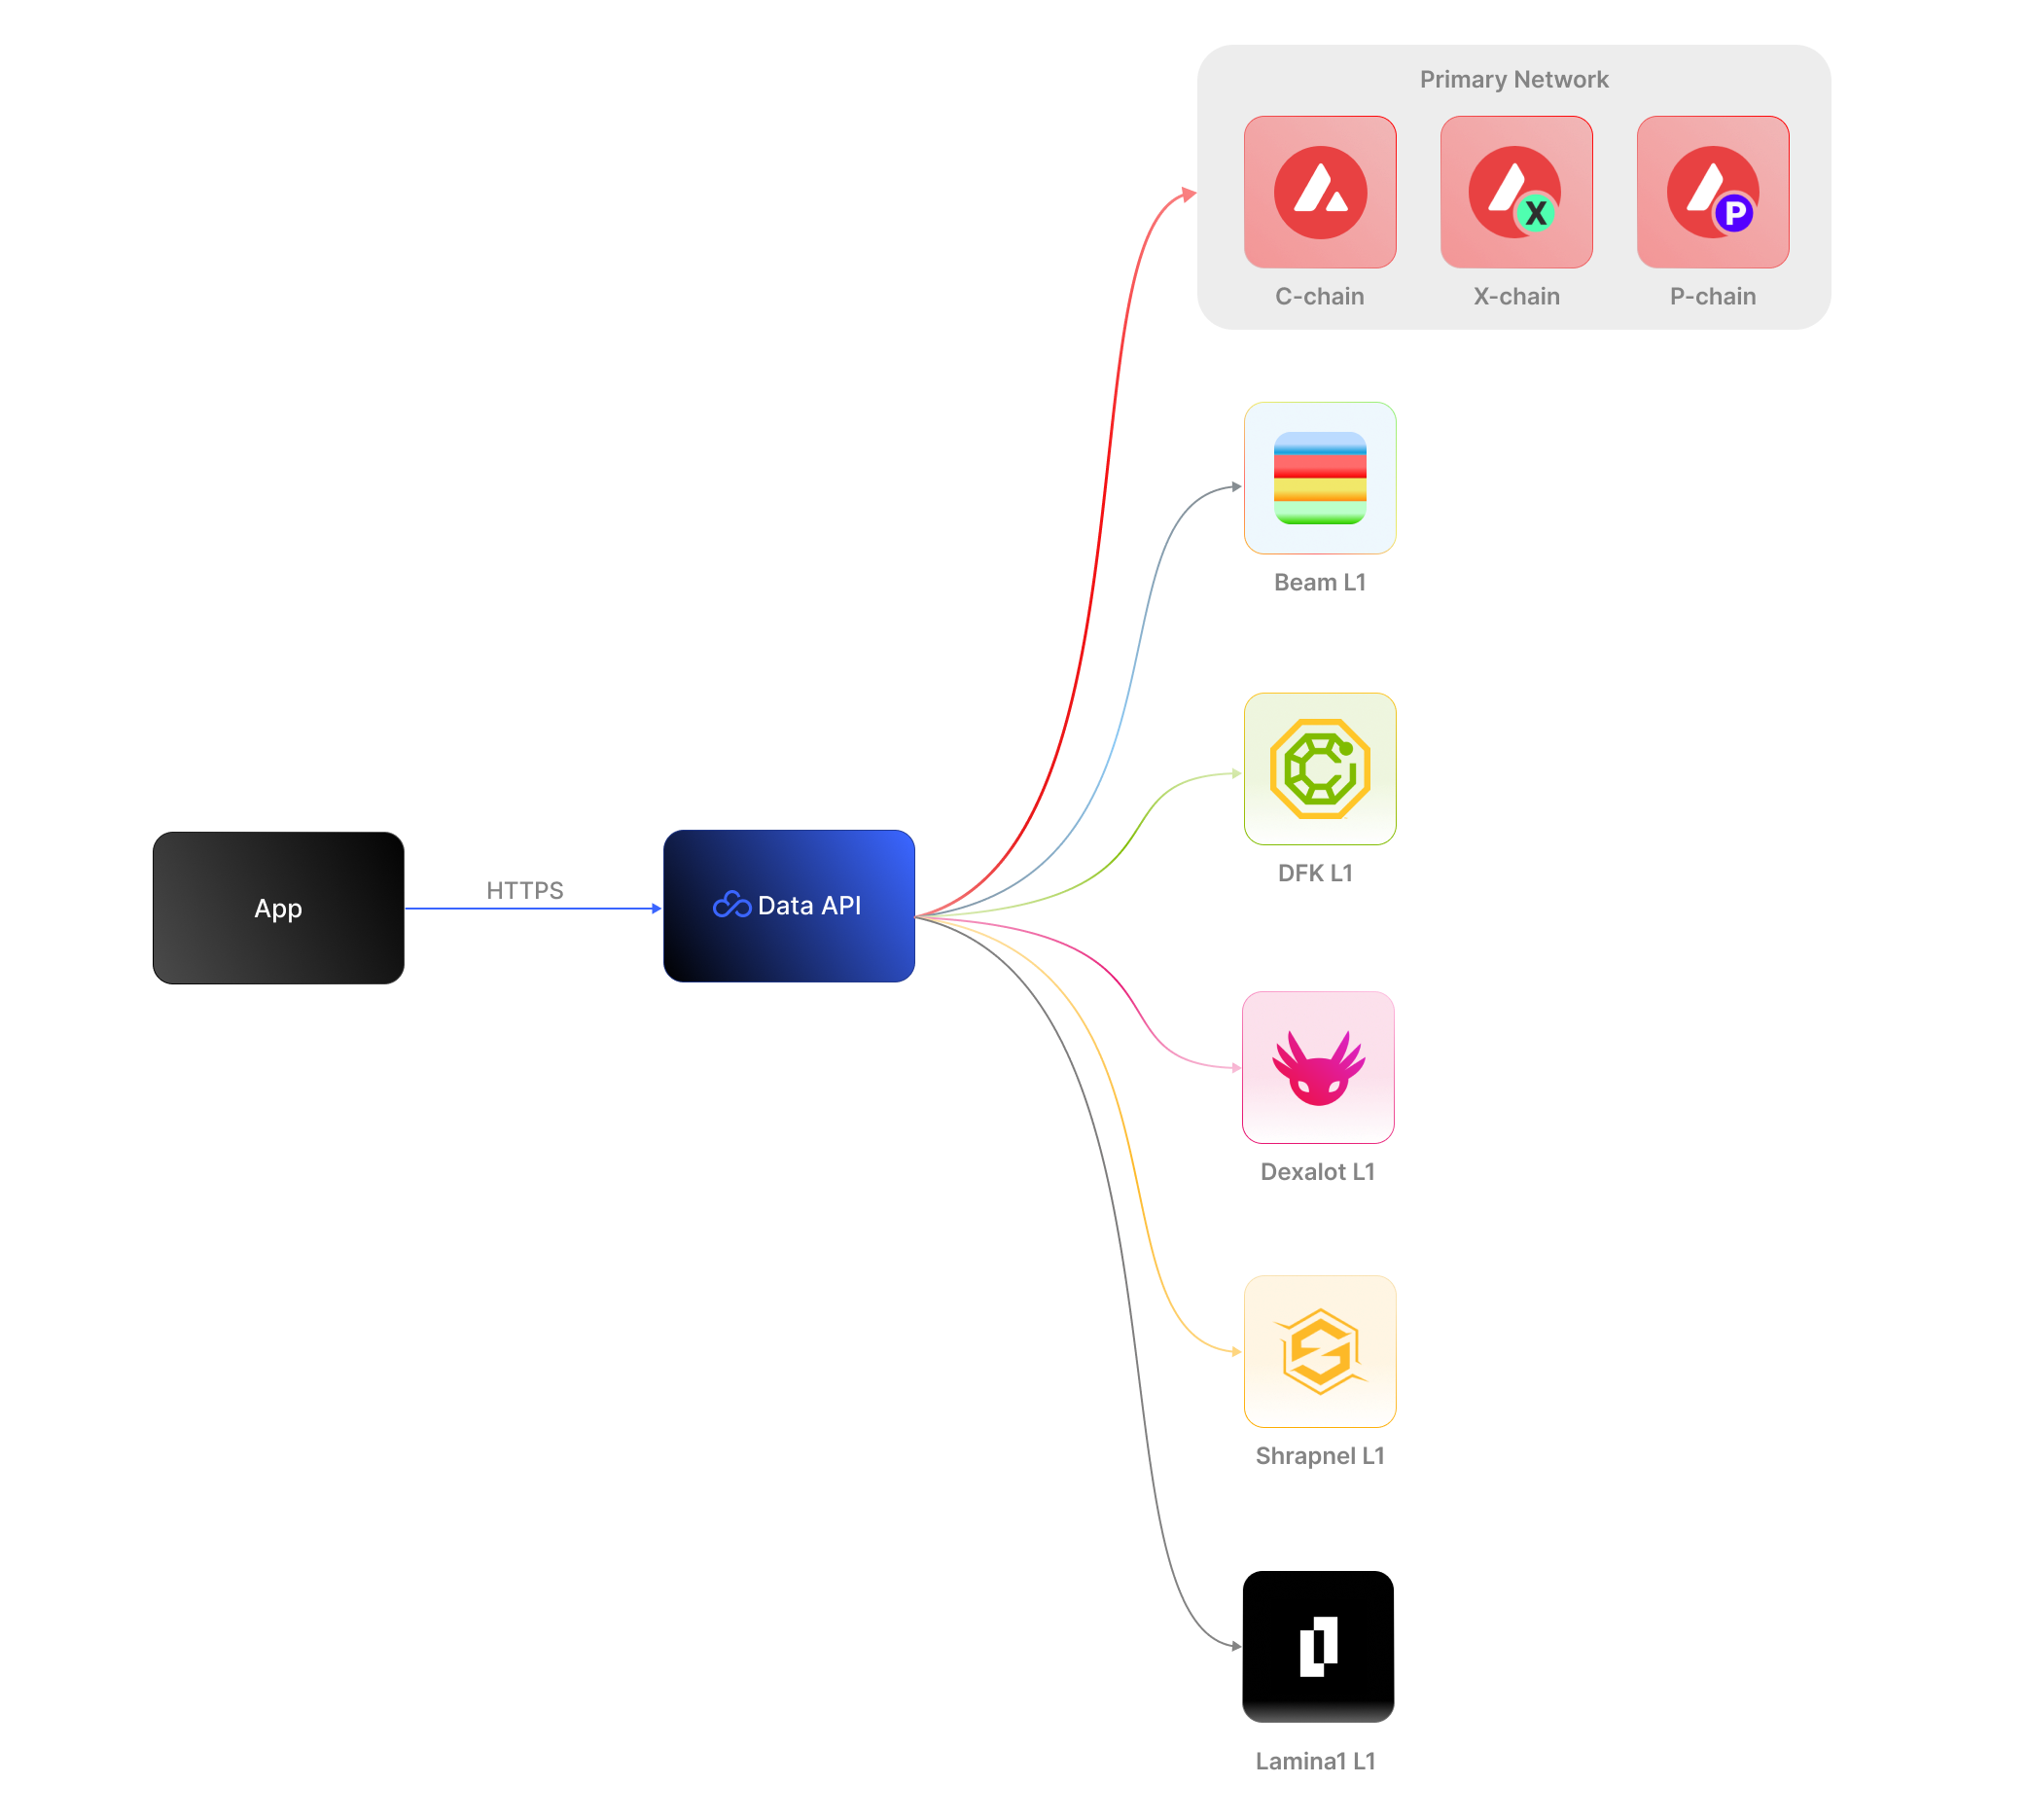 Primary Network
X
P
C-chain
X-chain
P-chain
Beam L1
DFK L1
App
HTTPS
Data API
Dexalot L1
Shrapnel L1
Lamina1 L1